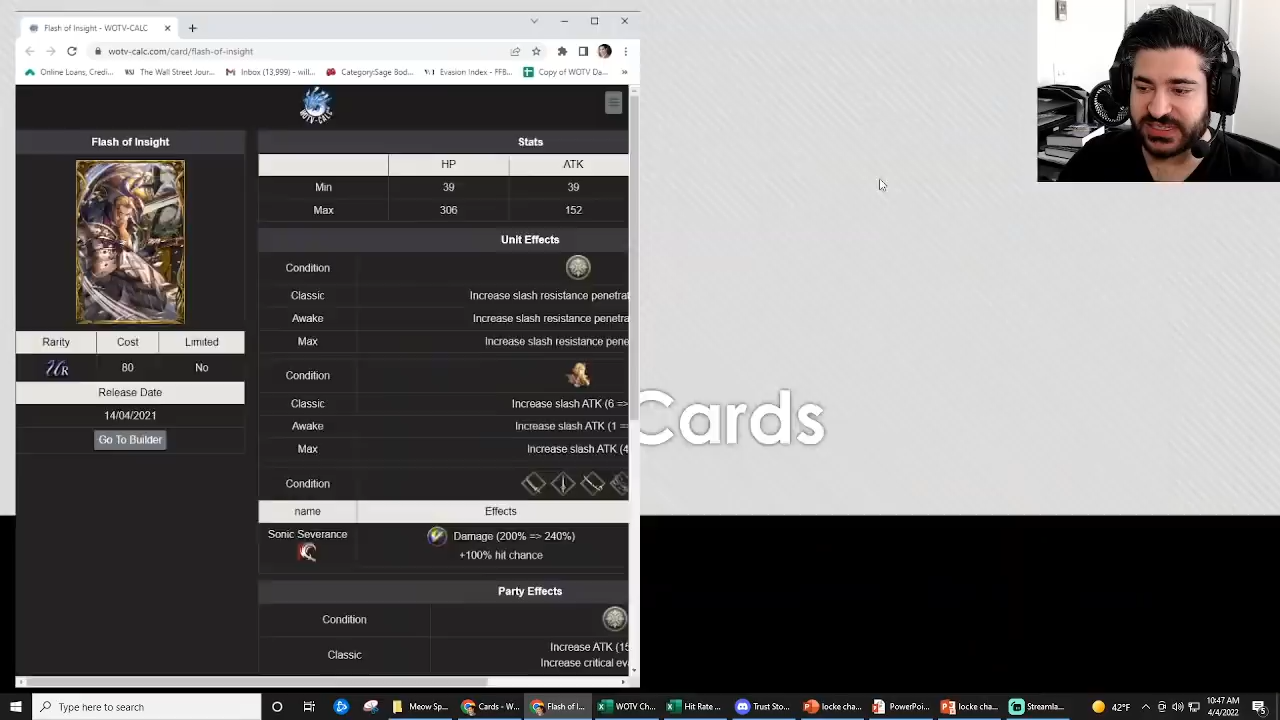 Flash of Insight - WOTV-CALC
wotv-calc.com/card/flash-of-insight
Online Loans, Credi... The Wall Street Jour... Inbox (13,999) - will... Category:Sage Bod... Evasion Index - FFB... Copy of WOTV Da... »
WOTV-CALC
Flash of Insight
Rarity Cost Limited
UR 80 No
Release Date
14/04/2021
Go To Builder
Stats
HP ATK
Min 39 39
Max 306 152
Unit Effects
Condition
Classic Increase slash resistance penetrat
Awake Increase slash resistance penetra
Max Increase slash resistance pene
Condition
Classic Increase slash ATK (6 =>
Awake Increase slash ATK (1 =
Max Increase slash ATK (4
Condition
name Effects
Sonic Severance Damage (200% => 240%)
+100% hit chance
Party Effects
Condition
Classic Increase ATK (15
Increase critical eva
Cards
Type here to search
Meow Sp... Cards - W... Flash of I... WOTV Ch... Hit Rate ... Trust Sto... locke cha... PowerPoi... locke cha... Streamla... 42°F
10:47 AM
4/4/2022